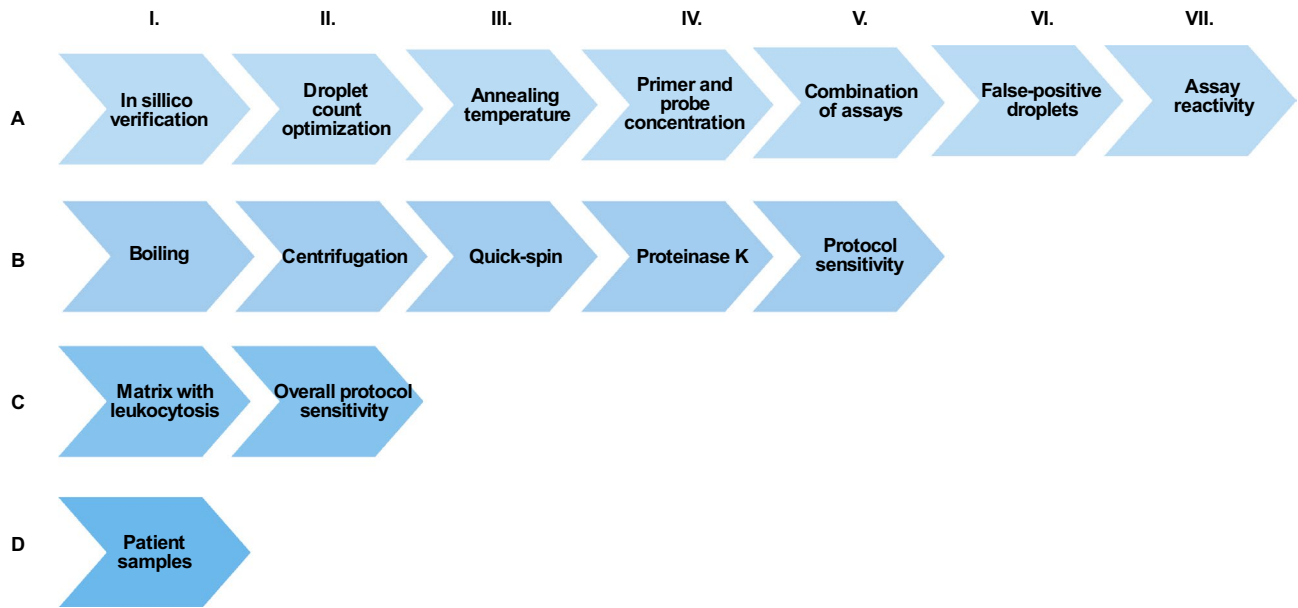 I. II. III. IV. V. VI. VII.
A
In sillico
verification
Droplet
count
optimization
Annealing
temperature
Primer and
probe
concentration
Combination
of assays
False-positive
droplets
Assay
reactivity
B
Boiling
Centrifugation
Quick-spin
Proteinase K
Protocol
sensitivity
C
Matrix with
leukocytosis
Overall protocol
sensitivity
D
Patient
samples